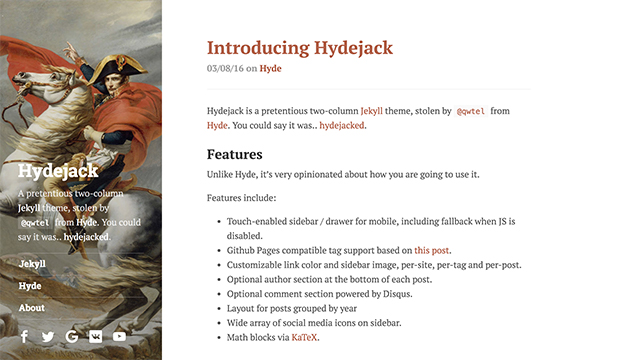 Hydejack
A pretentious two-column
Jekyll theme, stolen by
@qwtel from Hyde. You could
say it was.. hydejacked.
Jekyll
Hyde
About
Introducing Hydejack
03/08/16 on Hyde
Hydejack is a pretentious two-column Jekyll theme, stolen by @qwtel from
Hyde. You could say it was.. hydejacked.
Features
Unlike Hyde, it's very opinionated about how you are going to use it.
Features include:
• Touch-enabled sidebar / drawer for mobile, including fallback when JS is
disabled.
• Github Pages compatible tag support based on this post.
• Customizable link color and sidebar image, per-site, per-tag and per-post.
• Optional author section at the bottom of each post.
• Optional comment section powered by Disqus.
• Layout for posts grouped by year
• Wide array of social media icons on sidebar.
• Math blocks via KaTeX.